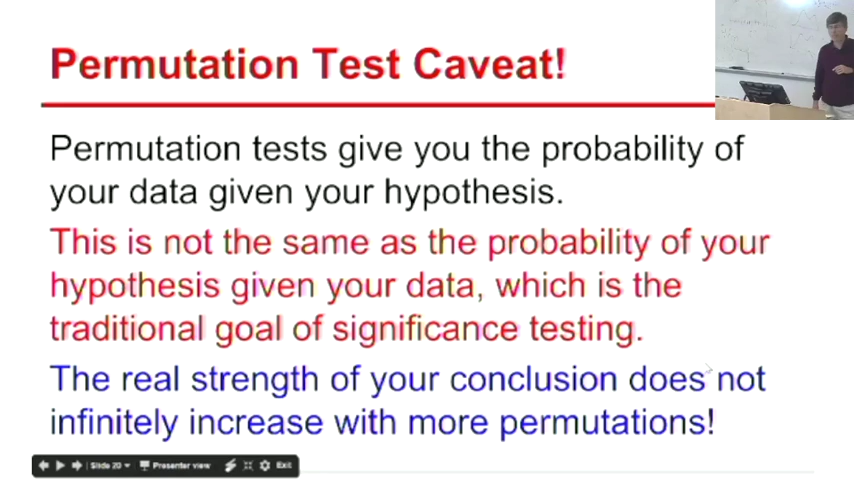 Permutation Test Caveat!
Permutation tests give you the probability of
your data given your hypothesis.
This is not the same as the probability of your
hypothesis given your data, which is the
traditional goal of significance testing.
The real strength of your conclusion does not
infinitely increase with more permutations!
Slide 20 Presenter view Exit